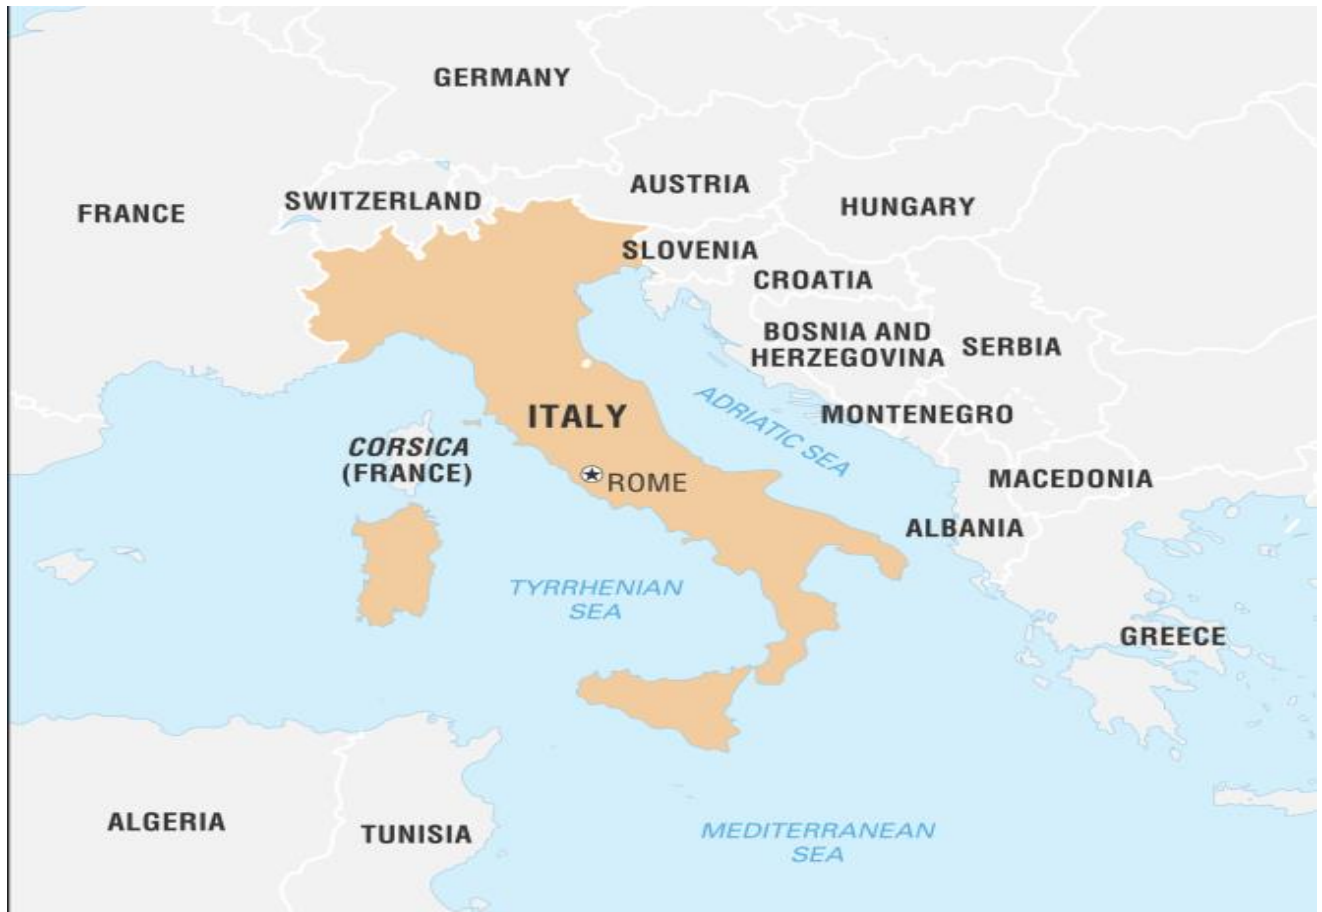 GERMANY
AUSTRIA
SWITZERLAND
FRANCE
HUNGARY
SLOVENIA
CROATIA
BOSNIA AND
HERZEGOVINA
SERBIA
ITALY
ADRIATIC SEA
MONTENEGRO
CORSICA
(FRANCE)
ROME
MACEDONIA
ALBANIA
TYRRHENIAN
SEA
GREECE
ALGERIA
TUNISIA
MEDITERRANEAN
SEA